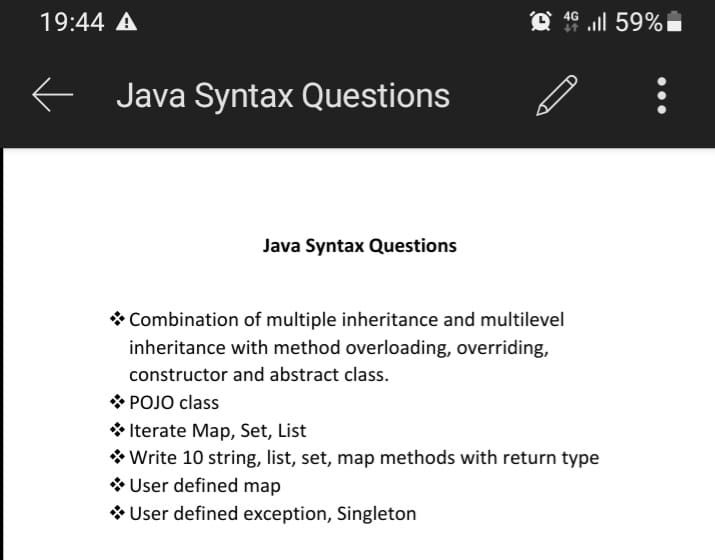 19:44
4G 59%
Java Syntax Questions
Java Syntax Questions
❖ Combination of multiple inheritance and multilevel
inheritance with method overloading, overriding,
constructor and abstract class.
❖ POJO class
❖ Iterate Map, Set, List
❖ Write 10 string, list, set, map methods with return type
❖ User defined map
❖ User defined exception, Singleton